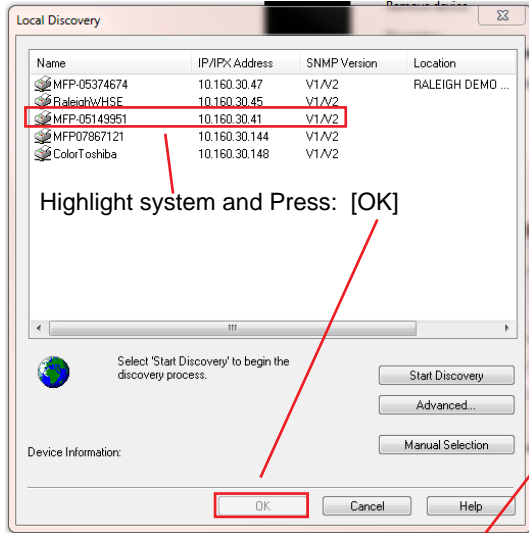 Remove device
Local Discovery
Name IP/IPX Address SNMP Version Location
MFP-05374674 10.160.30.47 V1/V2 RALEIGH DEMO ...
RaleighWHSE 10.160.30.45 V1/V2
MFP-05149951 10.160.30.41 V1/V2
MFP07867121 10.160.30.144 V1/V2
ColorToshiba 10.160.30.148 V1/V2
Highlight system and Press: [OK]
Select 'Start Discovery' to begin the
discovery process.
Start Discovery
Advanced...
Manual Selection
Device Information:
OK Cancel Help